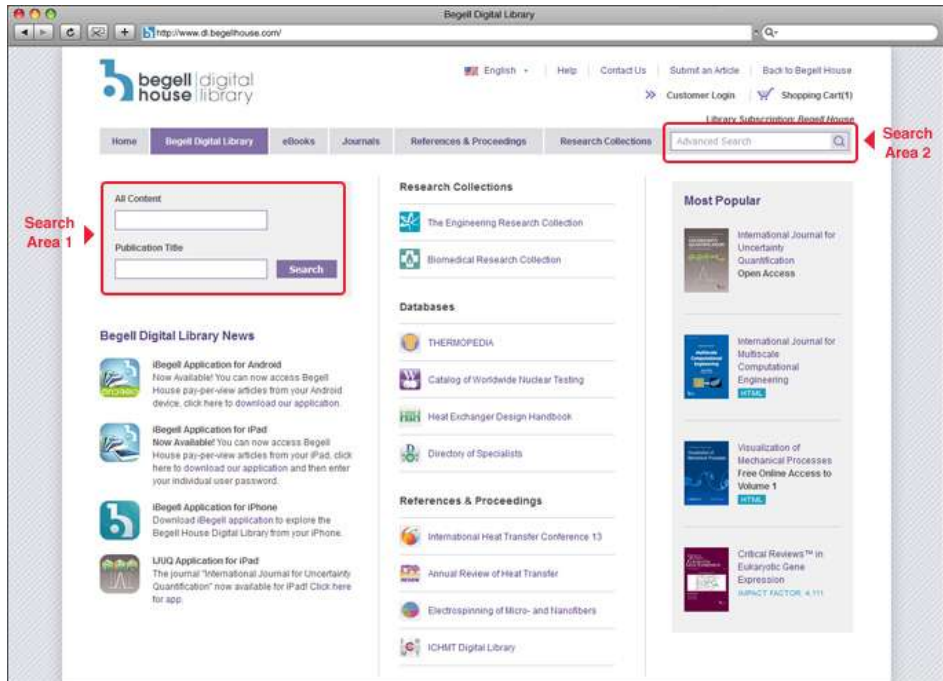 Begell Digital Library
http://www.dl.begellhouse.com/
begell digital
house library
English
Help
Contact Us
Submit an Article
Back to Begell House
Customer Login
Shopping Cart(1)
Library Subscription: Begell House
Home
Begell Digital Library
eBooks
Journals
References & Proceedings
Research Collections
Advanced Search
Search
Area 2
Search
Area 1
All Content
Publication Title
Search
Begell Digital Library News
iBegell Application for Android
Now Available! You can now access Begell
House pay-per-view articles from your Android
device, click here to download our application.
iBegell Application for iPad
Now Available! You can now access Begell
House pay-per-view articles from your iPad, click
here to download our application and then enter
your individual user password.
iBegell Application for iPhone
Download iBegell application to explore the
Begell House Digital Library from your iPhone.
IJUQ Application for iPad
The journal "International Journal for Uncertainty
Quantification" now available for iPad! Click here
for app.
Research Collections
The Engineering Research Collection
Biomedical Research Collection
Databases
THERMOPEDIA
Catalog of Worldwide Nuclear Testing
Heat Exchanger Design Handbook
Directory of Specialists
References & Proceedings
International Heat Transfer Conference 13
Annual Review of Heat Transfer
Electrospinning of Micro- and Nanofibers
ICHMT Digital Library
Most Popular
International Journal for
Uncertainty
Quantification
Open Access
International Journal for
Multiscale
Computational
Engineering
HTML
Visualization of
Mechanical Processes
Free Online Access to
Volume 1
HTML
Critical Reviews™ in
Eukaryotic Gene
Expression
IMPACT FACTOR: 4.111